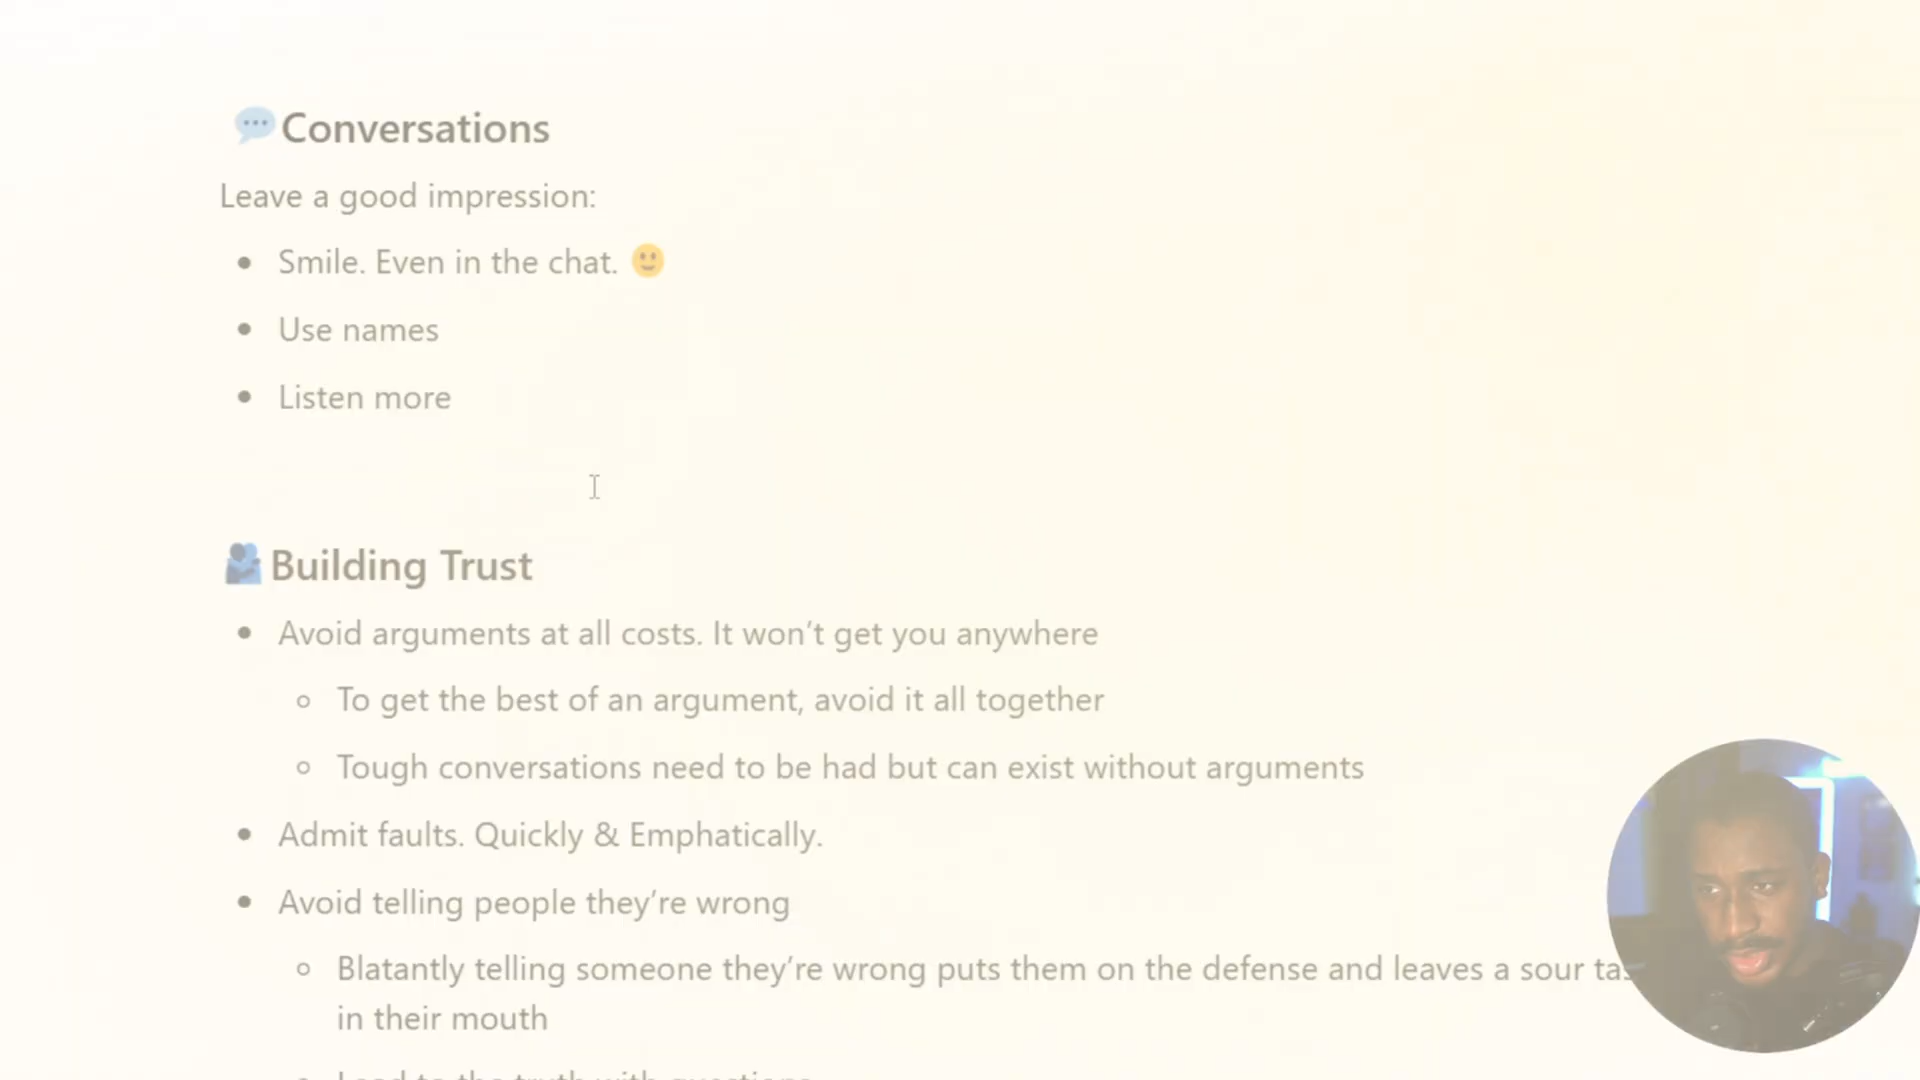 💬Conversations
Leave a good impression:
• Smile. Even in the chat. 🙂
• Use names
• Listen more
🫂Building Trust
• Avoid arguments at all costs. It won’t get you anywhere
◦ To get the best of an argument, avoid it all together
◦ Tough conversations need to be had but can exist without arguments
• Admit faults. Quickly & Emphatically.
• Avoid telling people they’re wrong
◦ Blatantly telling someone they’re wrong puts them on the defense and leaves a sour
in their mouth